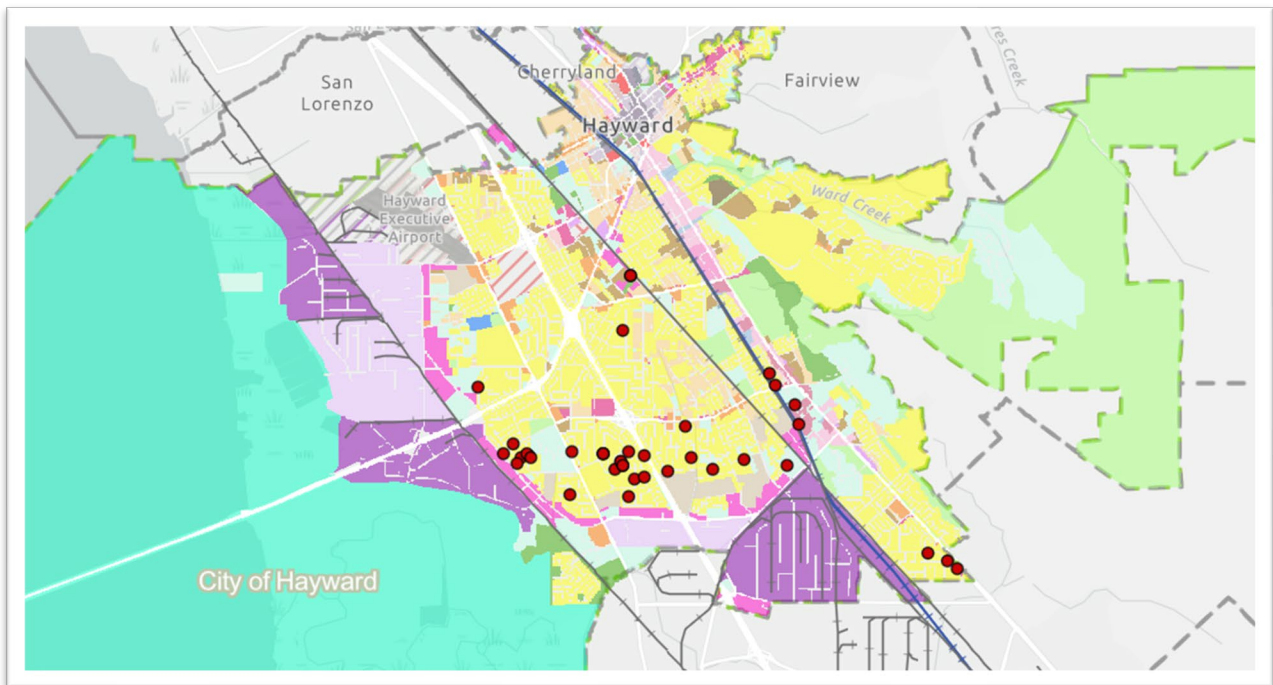 San
Lorenzo
Cherryland
Fairview
Hayward
Ward Creek
Hayward
Executive
Airport
City of Hayward